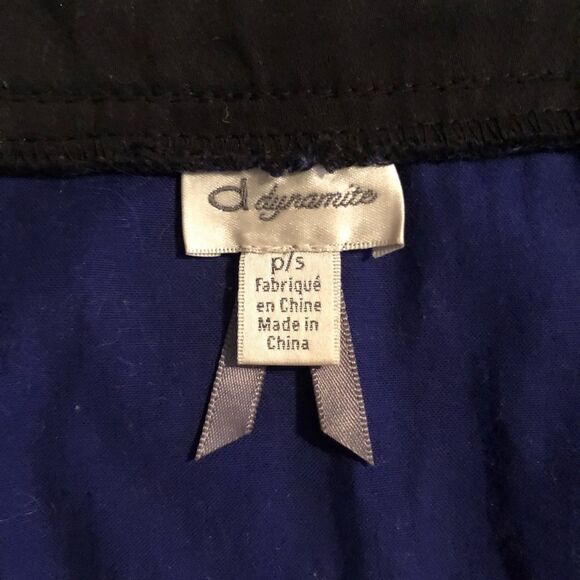 d dynamite
p/s
Fabriqué
en Chine
Made in
China